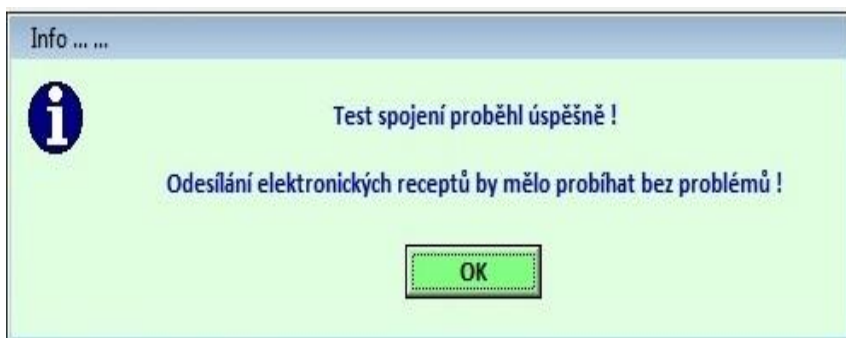 Info ... ...
Test spojení proběhl úspěšně !
Odesílání elektronických receptů by mělo probíhat bez problémů !
OK